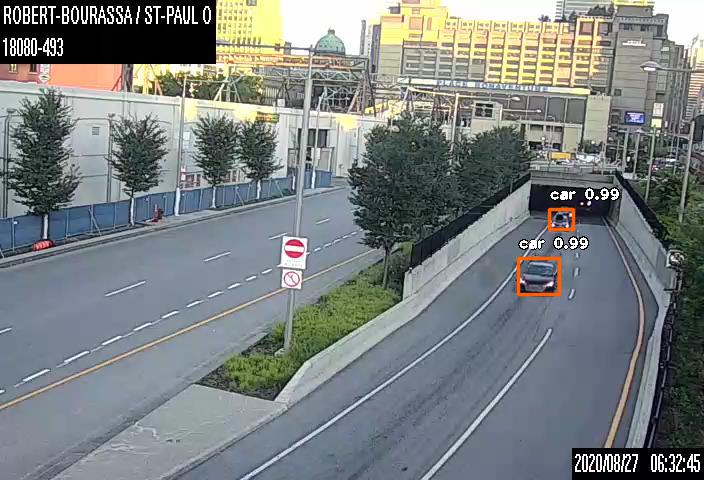 ROBERT-BOURASSA / ST-PAUL O
18080-493
PLACE BONAVENTURE
car 0.99
car 0.99
2020/08/27 06:32:45